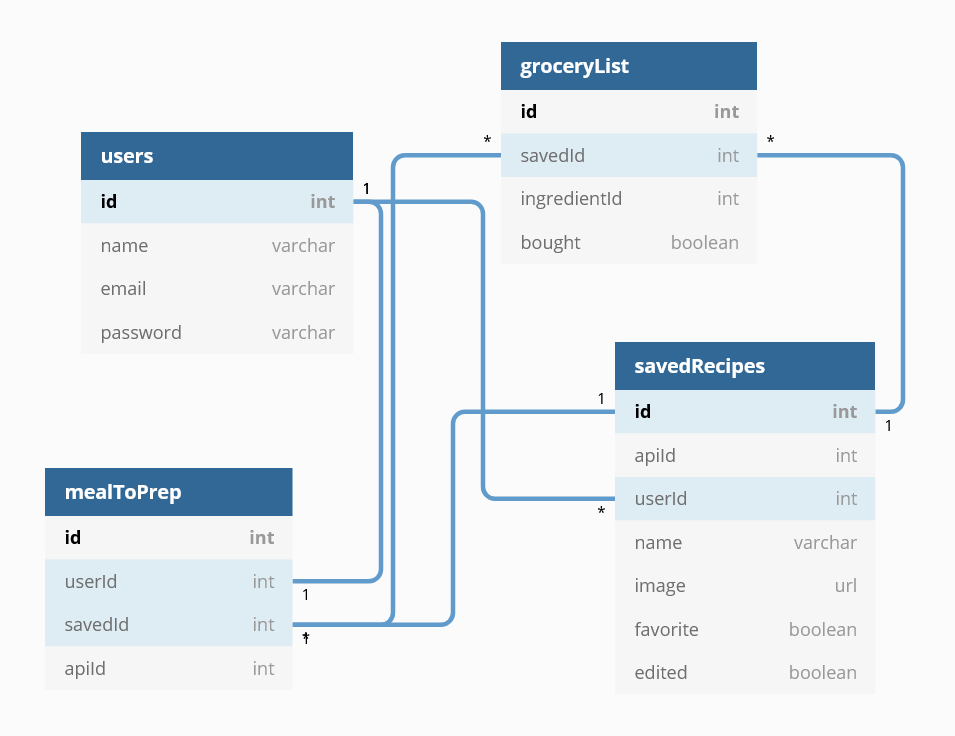 groceryList
id int
savedId int
ingredientId int
bought boolean
* *
users
id int
name varchar
email varchar
password varchar
1
savedRecipes
id int
apiId int
userId int
name varchar
image url
favorite boolean
edited boolean
1
1
*
mealToPrep
id int
userId int
savedId int
apiId int
1
*